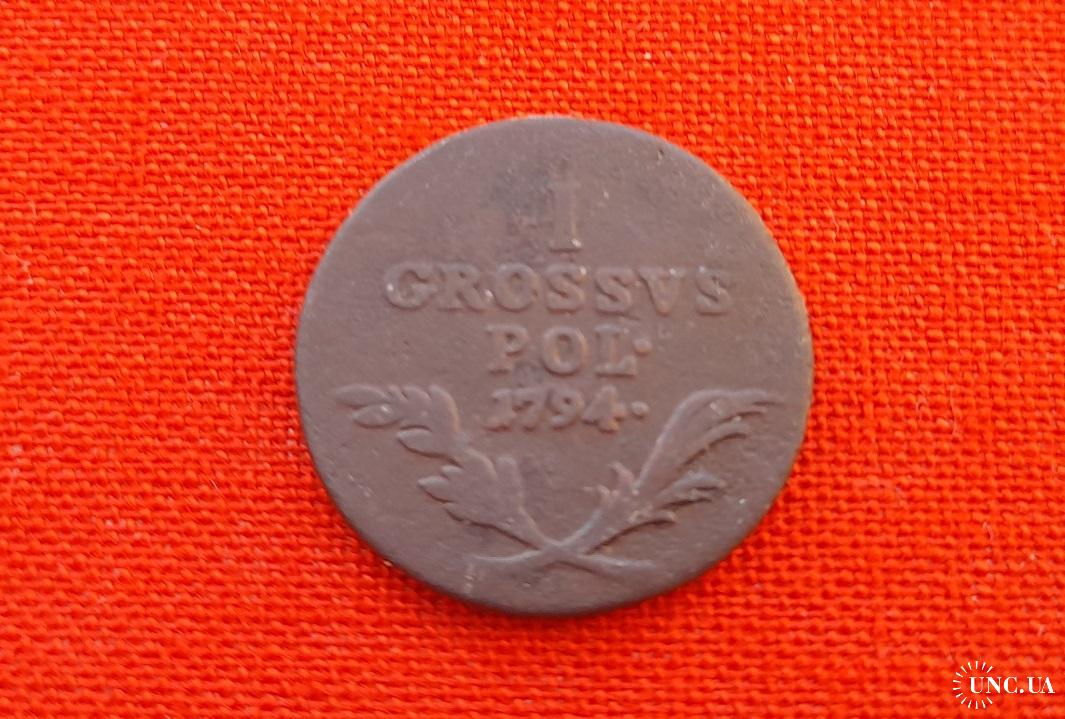 1
GROSSVS
POL·
1794·
UNC.UA